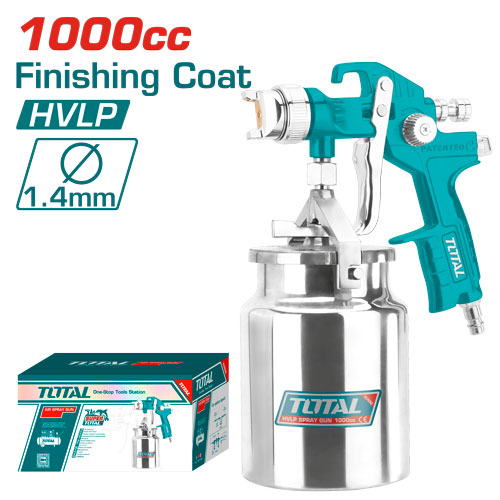 1000cc
Finishing Coat
HVLP
1.4mm
PATENTED
TOTAL
TOTAL
HVLP SPRAY GUN 1000cc CE
TOTAL
One-Stop Tools Station
AIR SPRAY GUN
SUPER
TOTAL